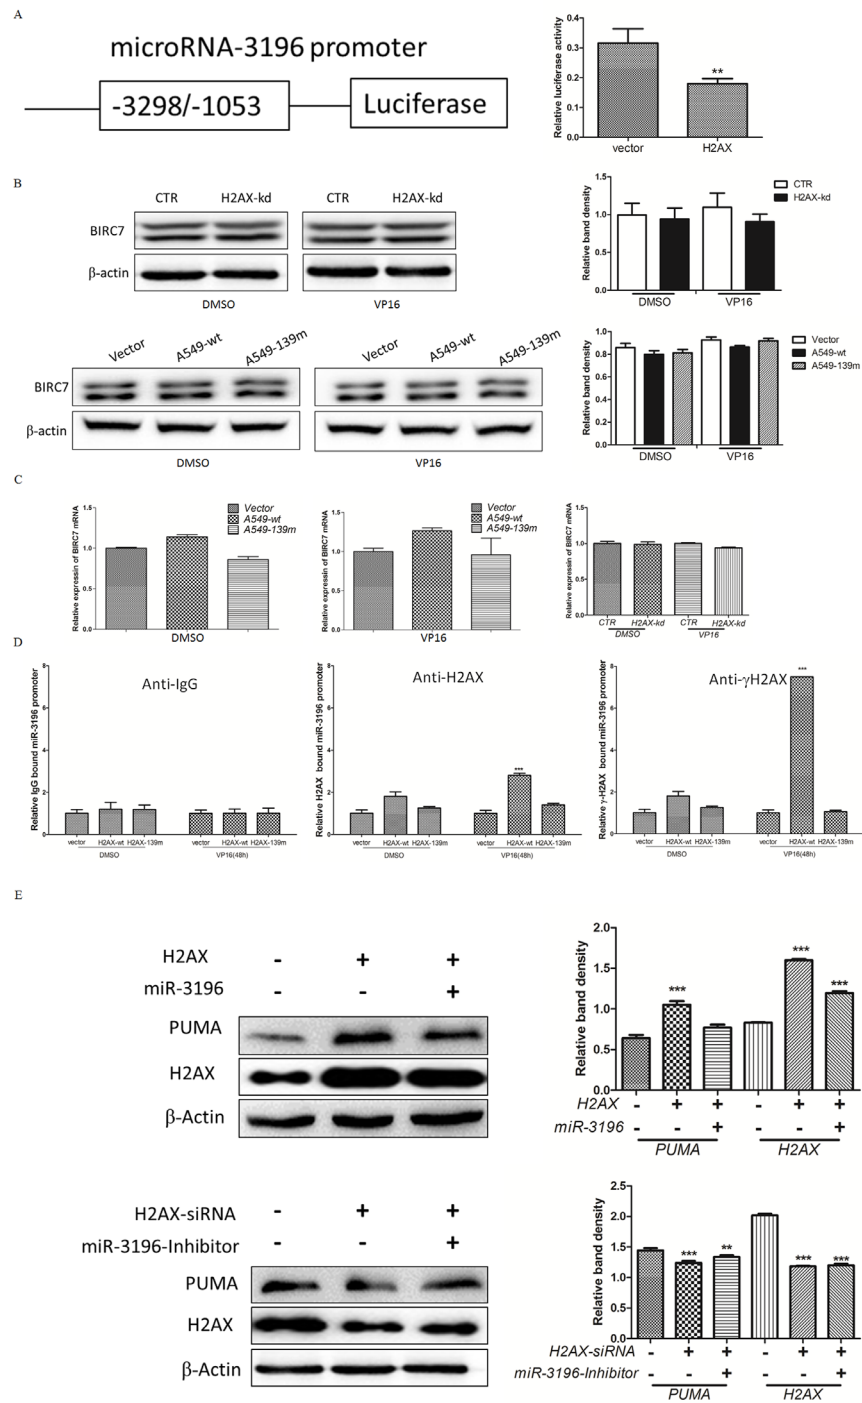 A
microRNA-3196 promoter
-3298/-1053
Luciferase
Relative luciferase activity
0.4
0.3
0.2
0.1
0.0
**
vector
H2AX
B
CTR H2AX-kd CTR H2AX-kd
BIRC7
β-actin
DMSO VP16
Relative band density
1.5
1.0
0.5
0.0
CTR
H2AX-kd
DMSO VP16
Vector A549-wt A549-139m Vector A549-wt A549-139m
BIRC7
β-actin
DMSO VP16
Relative band density
1.0
0.8
0.6
0.4
0.2
0.0
Vector
A549-wt
A549-139m
DMSO VP16
C
Relative expressin of BIRC7 mRNA
1.5
1.0
0.5
0.0
Vector
A549-wt
A549-139m
DMSO
Relative expressin of BIRC7 mRNA
1.5
1.0
0.5
0.0
Vector
A549-wt
A549-139m
VP16
Relative expressin of BIRC7 mRNA
1.5
1.0
0.5
0.0
CTR H2AX-kd CTR H2AX-kd
DMSO VP16
D
Relative IgG bound miR-3196 promoter
8
6
4
2
0
Anti-IgG
vector H2AX-wt H2AX-139m vector H2AX-wt H2AX-139m
DMSO VP16(48h)
Relative H2AX bound miR-3196 promoter
8
6
4
2
0
Anti-H2AX
***
vector H2AX-wt H2AX-139m vector H2AX-wt H2AX-139m
DMSO VP16(48h)
Relative γ-H2AX bound miR-3196 promoter
8
6
4
2
0
Anti-γH2AX
***
vector H2AX-wt H2AX-139m vector H2AX-wt H2AX-139m
DMSO VP16(48h)
E
H2AX - + +
miR-3196 - - +
PUMA
H2AX
β-Actin
Relative band density
2.0
1.5
1.0
0.5
0.0
*** *** ***
H2AX - + + - + +
miR-3196 - - + - - +
PUMA H2AX
H2AX-siRNA - + +
miR-3196-Inhibitor - - +
PUMA
H2AX
β-Actin
Relative band density
2.5
2.0
1.5
1.0
0.5
0.0
*** ** *** ***
H2AX-siRNA - + + - + +
miR-3196-Inhibitor - - + - - +
PUMA H2AX